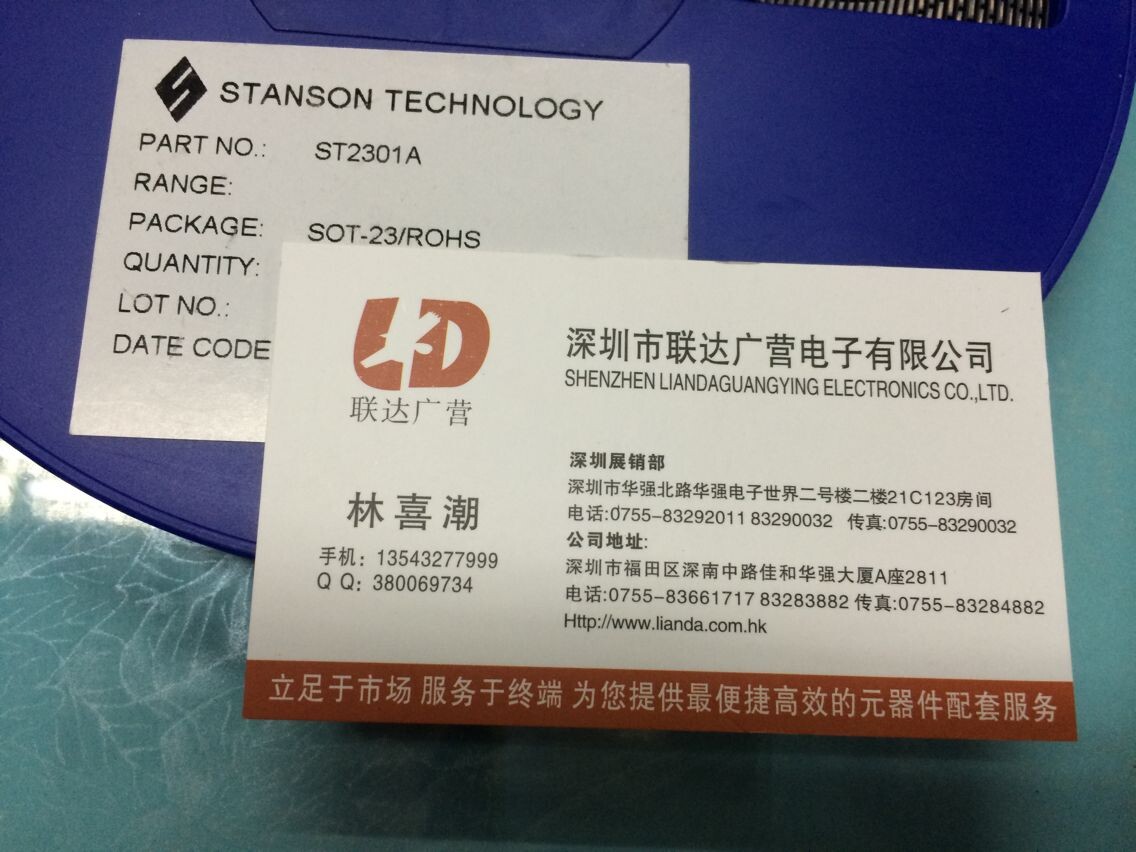 STANSON TECHNOLOGY
PART NO.: ST2301A
RANGE:
PACKAGE: SOT-23/ROHS
QUANTITY:
LOT NO.:
DATE CODE
LD
联达广营
深圳市联达广营电子有限公司
SHENZHEN LIANDAGUANGYING ELECTRONICS CO.,LTD.
林喜潮
手机：13543277999
Q Q：380069734
深圳展销部
深圳市华强北路华强电子世界二号楼二楼21C123房间
电话:0755-83292011 83290032 传真:0755-83290032
公司地址:
深圳市福田区深南中路佳和华强大厦A座2811
电话:0755-83661717 83283882 传真:0755-83284882
Http://www.lianda.com.hk
立足于市场 服务于终端 为您提供最便捷高效的元器件配套服务